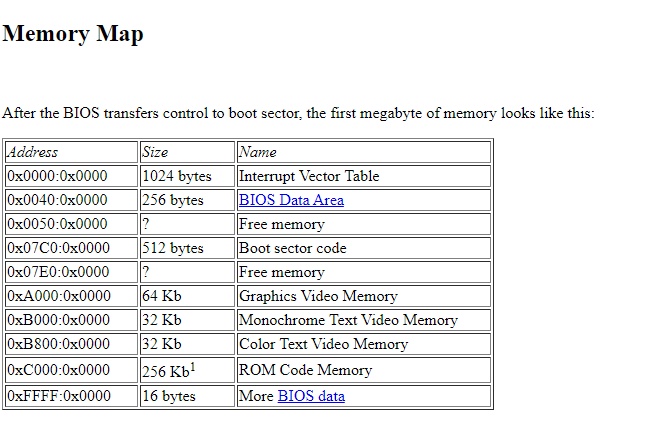 Memory Map
After the BIOS transfers control to boot sector, the first megabyte of memory looks like this:
Address Size Name
0x0000:0x0000 1024 bytes Interrupt Vector Table
0x0040:0x0000 256 bytes BIOS Data Area
0x0050:0x0000 ? Free memory
0x07C0:0x0000 512 bytes Boot sector code
0x07E0:0x0000 ? Free memory
0xA000:0x0000 64 Kb Graphics Video Memory
0xB000:0x0000 32 Kb Monochrome Text Video Memory
0xB800:0x0000 32 Kb Color Text Video Memory
0xC000:0x0000 256 Kb¹ ROM Code Memory
0xFFFF:0x0000 16 bytes More BIOS data